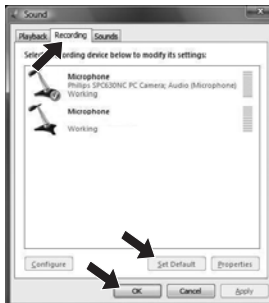 Sound
Playback Recording Sounds
Select a recording device below to modify its settings:
Microphone
Philips SPC630NC PC Camera; Audio (Microphone)
Working
Microphone
Working
Configure Set Default Properties
OK Cancel Apply